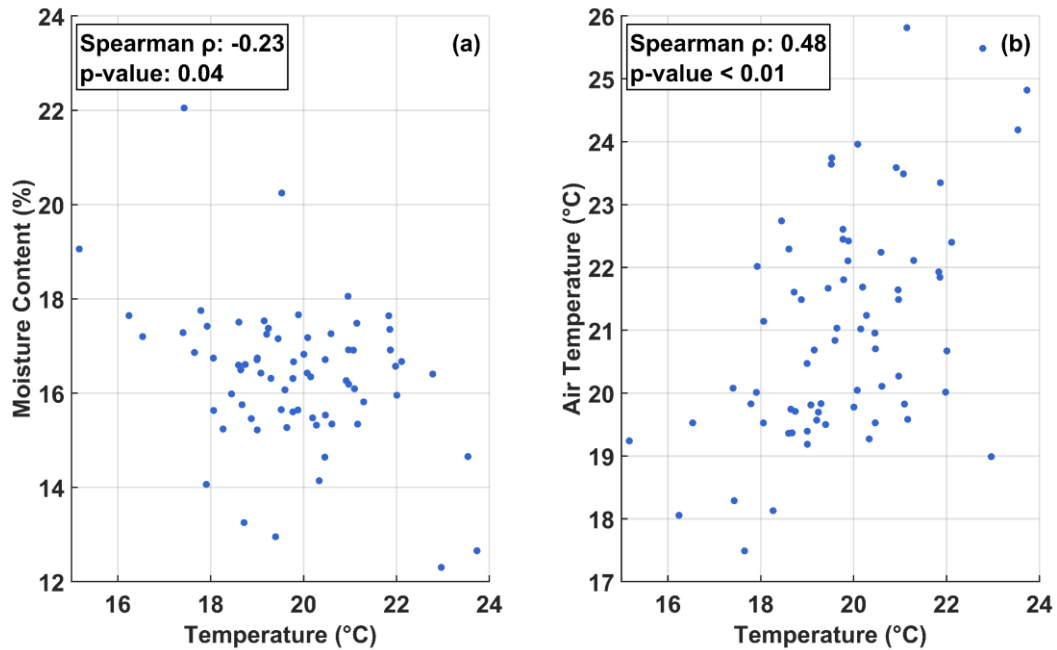 Spearman ρ: -0.23
p-value: 0.04
(a)
24
22
20
18
16
14
12
Moisture Content (%)
16
18
20
22
24
Temperature (°C)
Spearman ρ: 0.48
p-value < 0.01
(b)
26
25
24
23
22
21
20
19
18
17
Air Temperature (°C)
16
18
20
22
24
Temperature (°C)